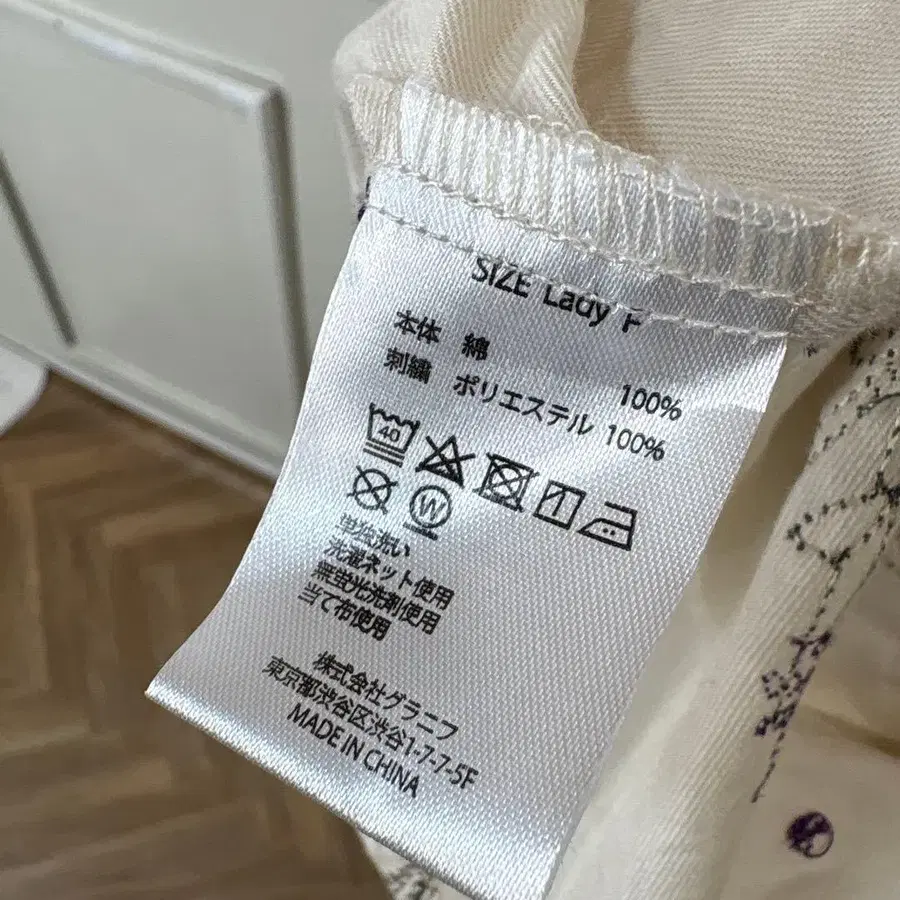 SIZE Lady F
本体 綿 100%
刺繍 ポリエステル 100%
40
W
単独洗い
洗濯ネット使用
無蛍光洗剤使用
当て布使用
株式会社グラニフ
東京都渋谷区渋谷1-7-7-5F
MADE IN CHINA